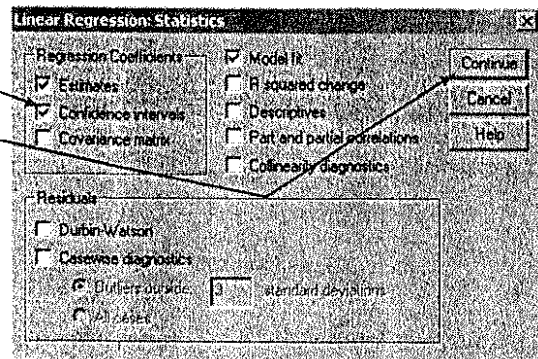 Linear Regression: Statistics
Regression Coefficients
Estimates
Confidence intervals
Covariance matrix
Model fit
R squared change
Descriptives
Part and partial correlations
Collinearity diagnostics
Continue
Cancel
Help
Residuals
Durbin-Watson
Casewise diagnostics
Outliers outside: 3 standard deviations
All cases